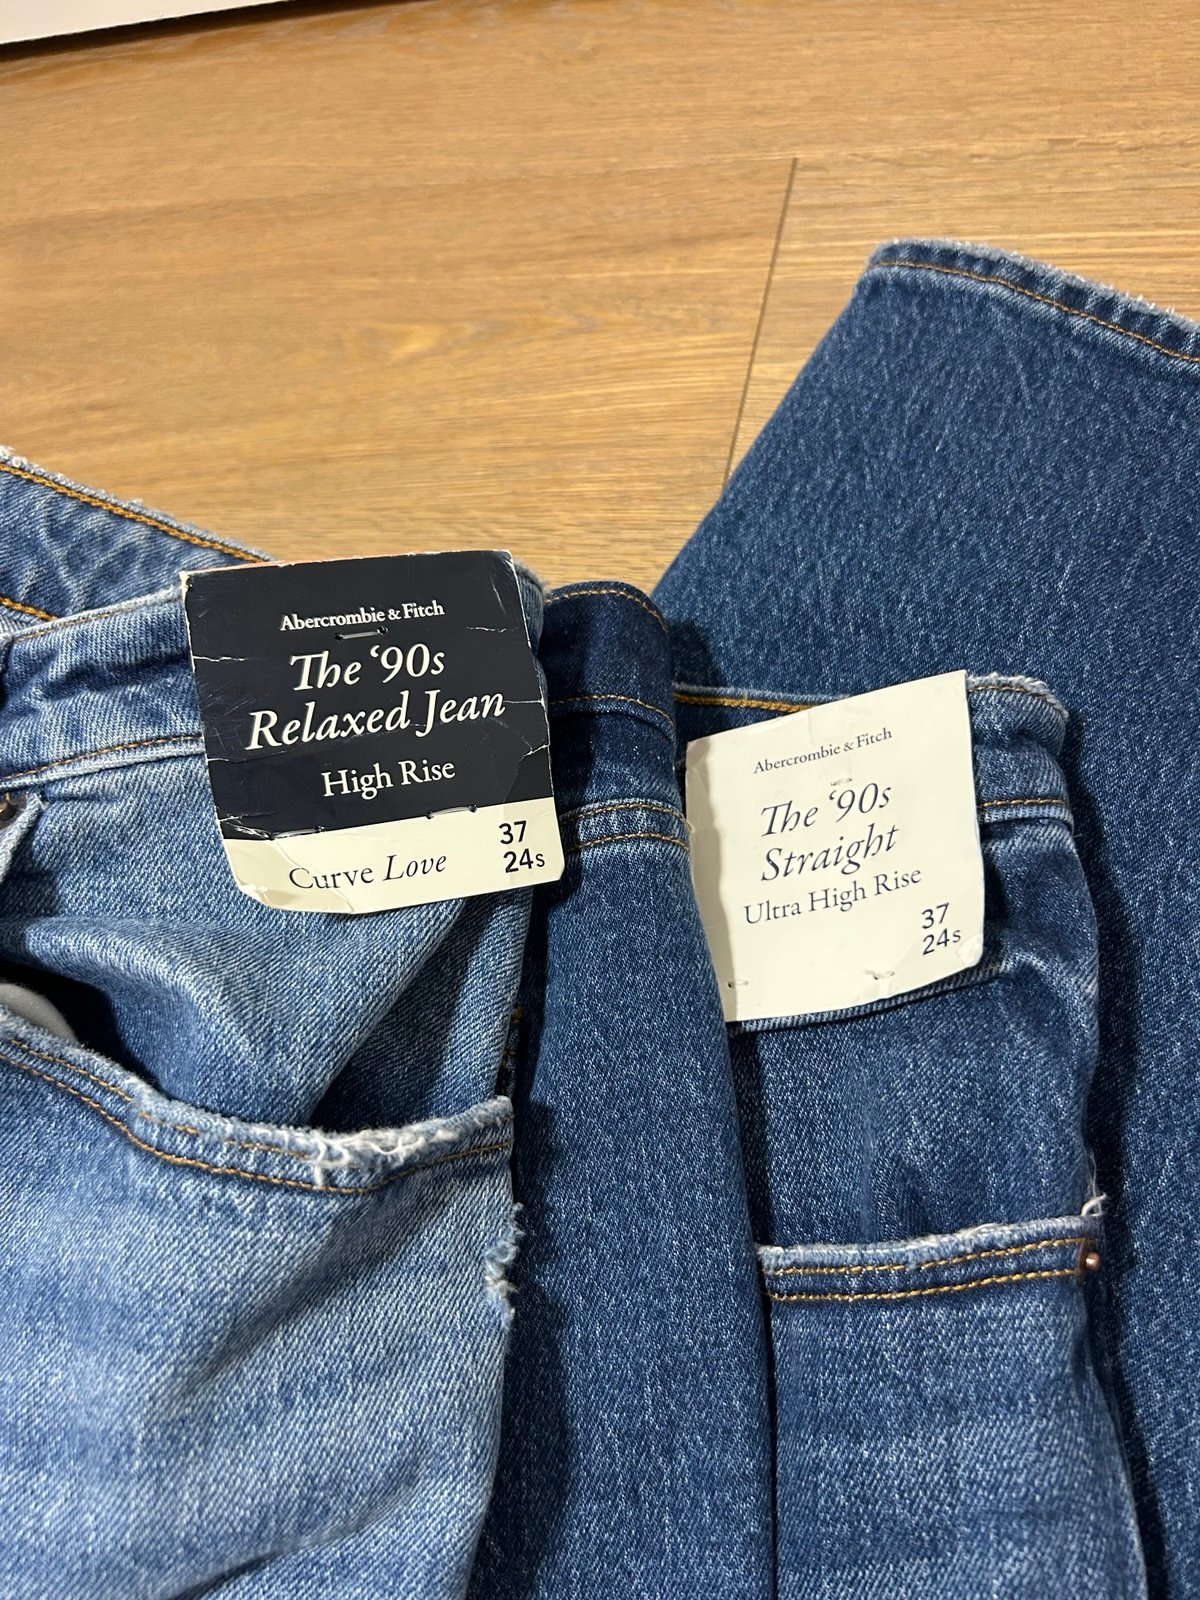 Abercrombie & Fitch
The ‘90s
Relaxed Jean
High Rise
Curve Love
37
24s
Abercrombie & Fitch
The ‘90s
Straight
Ultra High Rise
37
24s